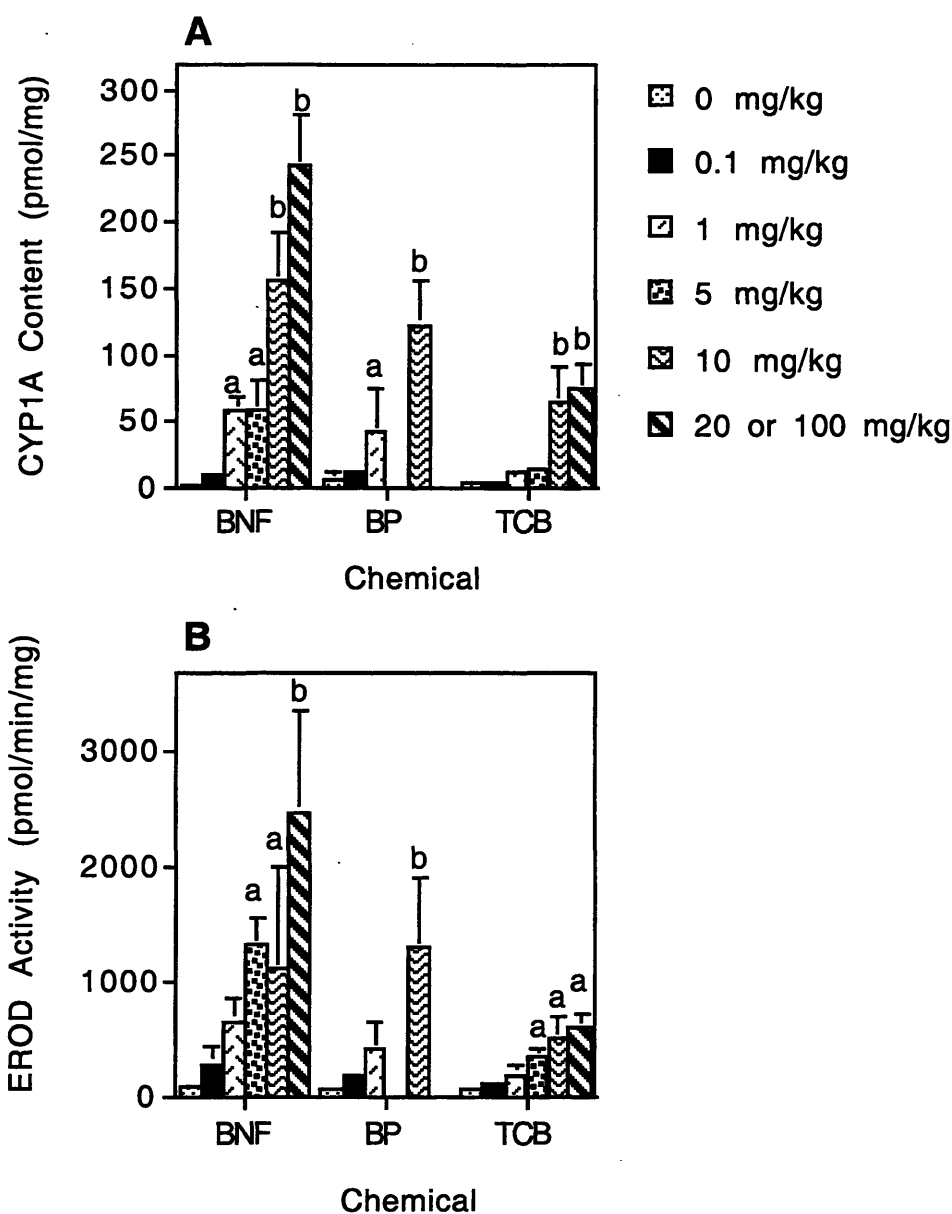 A
CYP1A Content (pmol/mg)
300
250
200
150
100
50
0
a
a
b
b
a
b
b
b
BNF
BP
TCB
Chemical
0 mg/kg
0.1 mg/kg
1 mg/kg
5 mg/kg
10 mg/kg
20 or 100 mg/kg
B
EROD Activity (pmol/min/mg)
3000
2000
1000
0
a
a
b
b
a
a
a
BNF
BP
TCB
Chemical